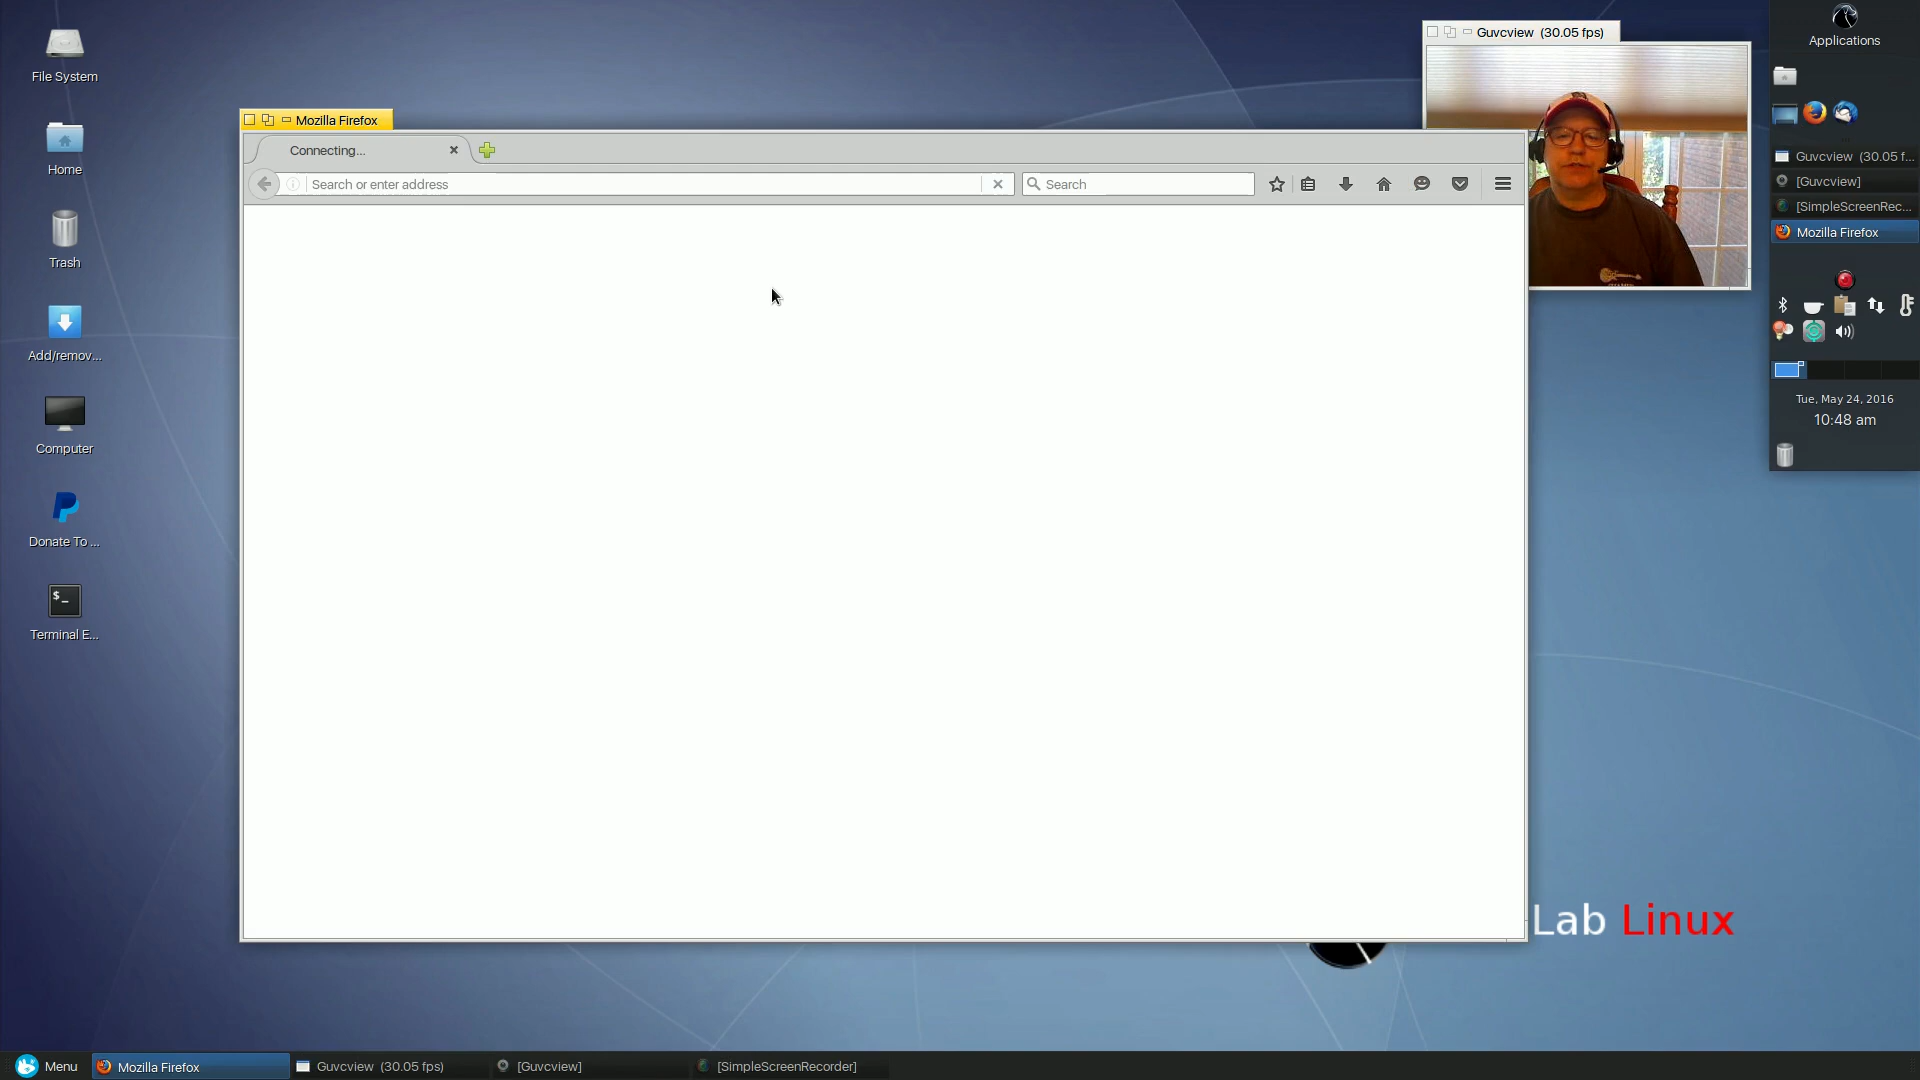 File System
Home
Trash
Add/remov...
Computer
Donate To ...
$_
Terminal E...
Mozilla Firefox
Connecting...
Search or enter address
Search
Guvcview (30.05 fps)
Applications
Guvcview (30.05 f...
[Guvcview]
[SimpleScreenRec...
Mozilla Firefox
Tue, May 24, 2016
10:48 am
Lab Linux
Menu
Mozilla Firefox
Guvcview (30.05 fps)
[Guvcview]
[SimpleScreenRecorder]